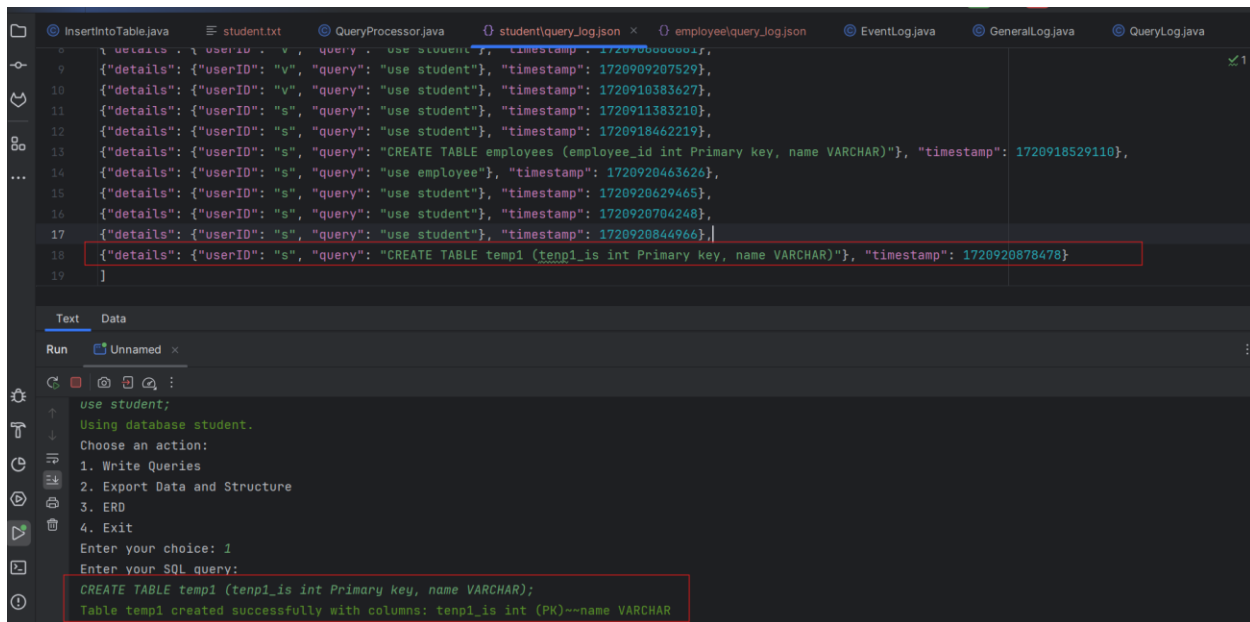 InsertIntoTable.java student.txt QueryProcessor.java student\query_log.json employee\query_log.json EventLog.java GeneralLog.java QueryLog.java
8 {"details": {"userID": "v", "query": "use student"}, "timestamp":
9 {"details": {"userID": "v", "query": "use student"}, "timestamp": 1720909207529},
10 {"details": {"userID": "v", "query": "use student"}, "timestamp": 1720910383627},
11 {"details": {"userID": "s", "query": "use student"}, "timestamp": 1720911383210},
12 {"details": {"userID": "s", "query": "use student"}, "timestamp": 1720918462219},
13 {"details": {"userID": "s", "query": "CREATE TABLE employees (employee_id int Primary key, name VARCHAR)"}, "timestamp": 1720918529110},
14 {"details": {"userID": "s", "query": "use employee"}, "timestamp": 1720920463626},
15 {"details": {"userID": "s", "query": "use student"}, "timestamp": 1720920629465},
16 {"details": {"userID": "s", "query": "use student"}, "timestamp": 1720920704248},
17 {"details": {"userID": "s", "query": "use student"}, "timestamp": 1720920844966},
18 {"details": {"userID": "s", "query": "CREATE TABLE temp1 (tenp1_is int Primary key, name VARCHAR)"}, "timestamp": 1720920878478}
19 ]
1
Text Data
Run Unnamed
use student;
Using database student.
Choose an action:
1. Write Queries
2. Export Data and Structure
3. ERD
4. Exit
Enter your choice: 1
Enter your SQL query:
CREATE TABLE temp1 (tenp1_is int Primary key, name VARCHAR);
Table temp1 created successfully with columns: tenp1_is int (PK)~~name VARCHAR